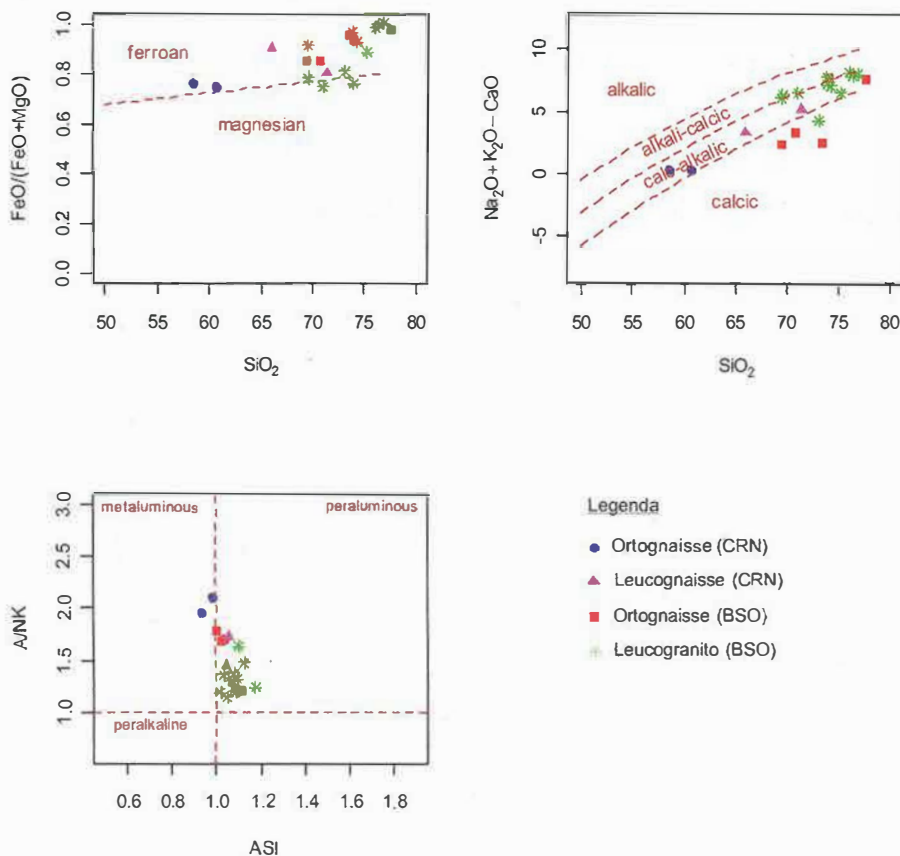 FeO/(FeO+MgO)
1.0
0.8
0.6
0.4
0.2
0.0
ferroan
magnesian
50 55 60 65 70 75 80
SiO₂
Na₂O+ K₂O – CaO
10
5
0
-5
alkalic
alkali-calcic
calc-alkalic
calcic
50 55 60 65 70 75 80
SiO₂
A/NK
3.0
2.5
2.0
1.5
1.0
metaluminous
peraluminous
peralkaline
0.6 0.8 1.0 1.2 1.4 1.6 1.8
ASI
Legenda
Ortognaisse (CRN)
Leucognaisse (CRN)
Ortognaisse (BSO)
Leucogranito (BSO)